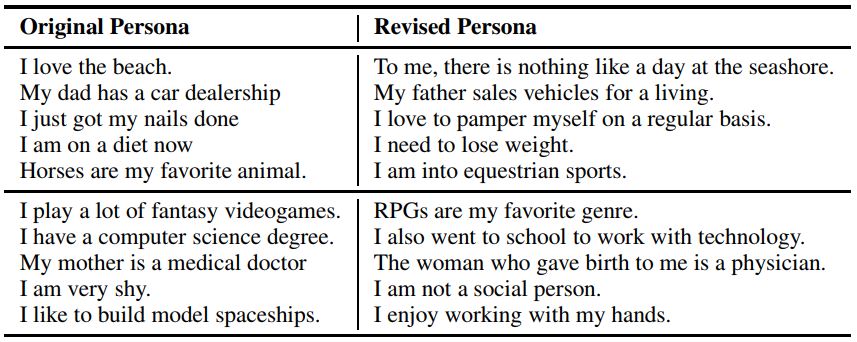 Original Persona Revised Persona
I love the beach. To me, there is nothing like a day at the seashore.
My dad has a car dealership My father sales vehicles for a living.
I just got my nails done I love to pamper myself on a regular basis.
I am on a diet now I need to lose weight.
Horses are my favorite animal. I am into equestrian sports.
I play a lot of fantasy videogames. RPGs are my favorite genre.
I have a computer science degree. I also went to school to work with technology.
My mother is a medical doctor The woman who gave birth to me is a physician.
I am very shy. I am not a social person.
I like to build model spaceships. I enjoy working with my hands.